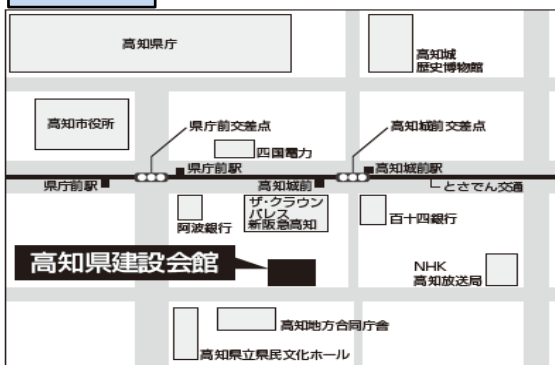 高知県庁
高知城
歴史博物館
高知市役所
県庁前交差点
高知城前交差点
四国電力
県庁前駅
高知城前駅
県庁前駅
高知城前
とさでん交通
阿波銀行
ザ・クラウン
パレス
新阪急高知
百十四銀行
高知県建設会館
NHK
高知放送局
高知地方合同庁舎
高知県立県民文化ホール